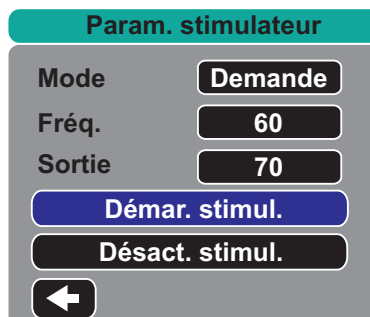 Param. stimulateur
Mode Demande
Fréq. 60
Sortie 70
Démar. stimul.
Désact. stimul.